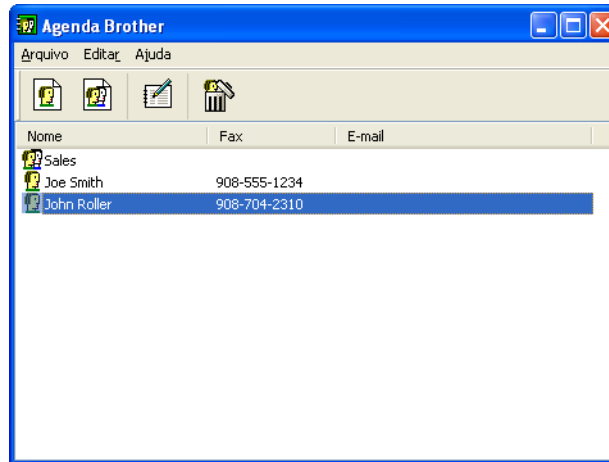 Agenda Brother
Arquivo Editar Ajuda
Nome Fax E-mail
Sales
Joe Smith 908-555-1234
John Roller 908-704-2310